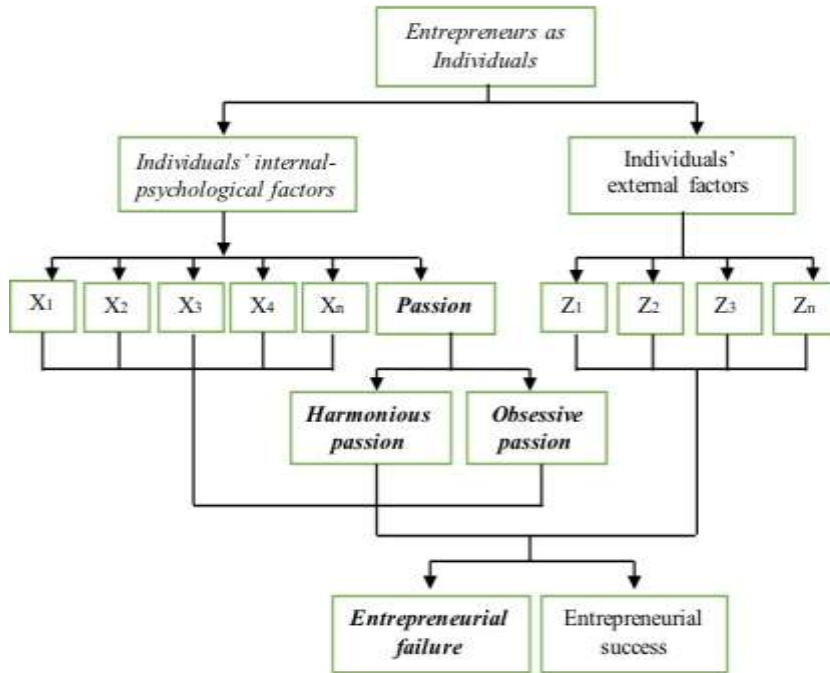 Entrepreneurs as
Individuals
Individuals' internal-
psychological factors
Individuals'
external factors
X1
X2
X3
X4
Xn
Passion
Z1
Z2
Z3
Zn
Harmonious
passion
Obsessive
passion
Entrepreneurial
failure
Entrepreneurial
success